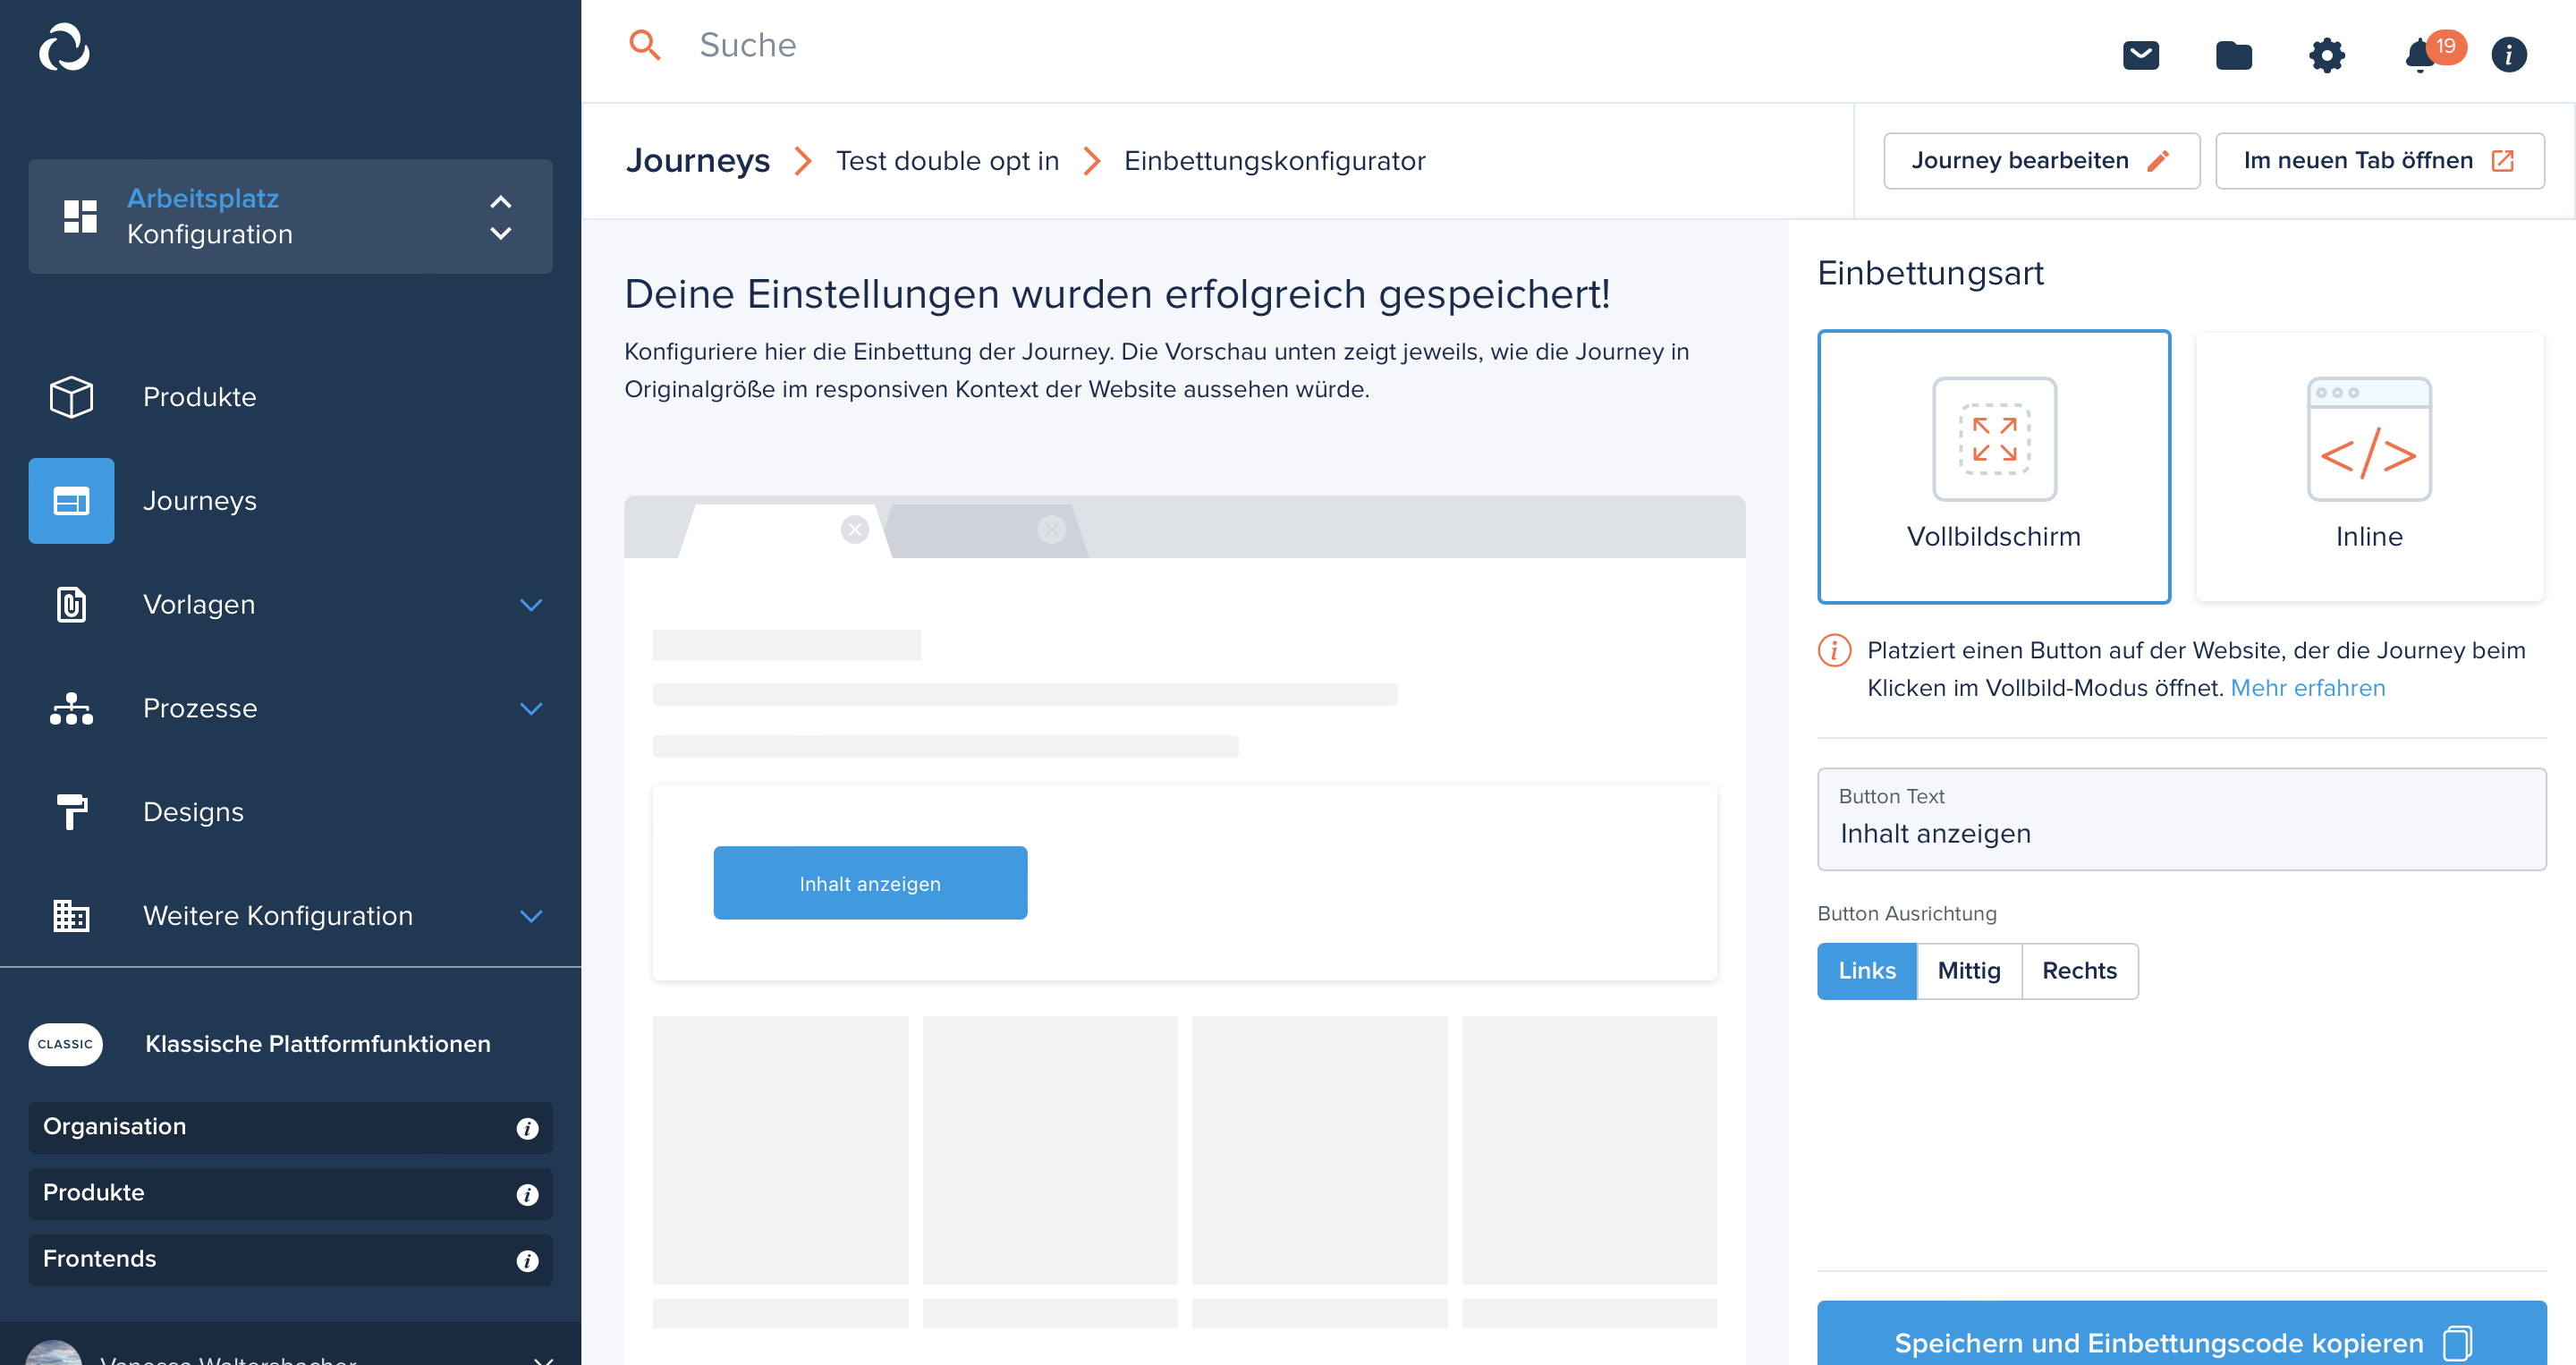 Suche
19
Arbeitsplatz
Konfiguration
Produkte
Journeys
Vorlagen
Prozesse
Designs
Weitere Konfiguration
CLASSIC
Klassische Plattformfunktionen
Organisation
Produkte
Frontends
Journeys
Test double opt in
Einbettungskonfigurator
Journey bearbeiten
Im neuen Tab öffnen
Deine Einstellungen wurden erfolgreich gespeichert!
Konfiguriere hier die Einbettung der Journey. Die Vorschau unten zeigt jeweils, wie die Journey in
Originalgröße im responsiven Kontext der Website aussehen würde.
Inhalt anzeigen
Einbettungsart
Vollbildschirm
Inline
Platziert einen Button auf der Website, der die Journey beim
Klicken im Vollbild-Modus öffnet. Mehr erfahren
Button Text
Inhalt anzeigen
Button Ausrichtung
Links
Mittig
Rechts
Speichern und Einbettungscode kopieren